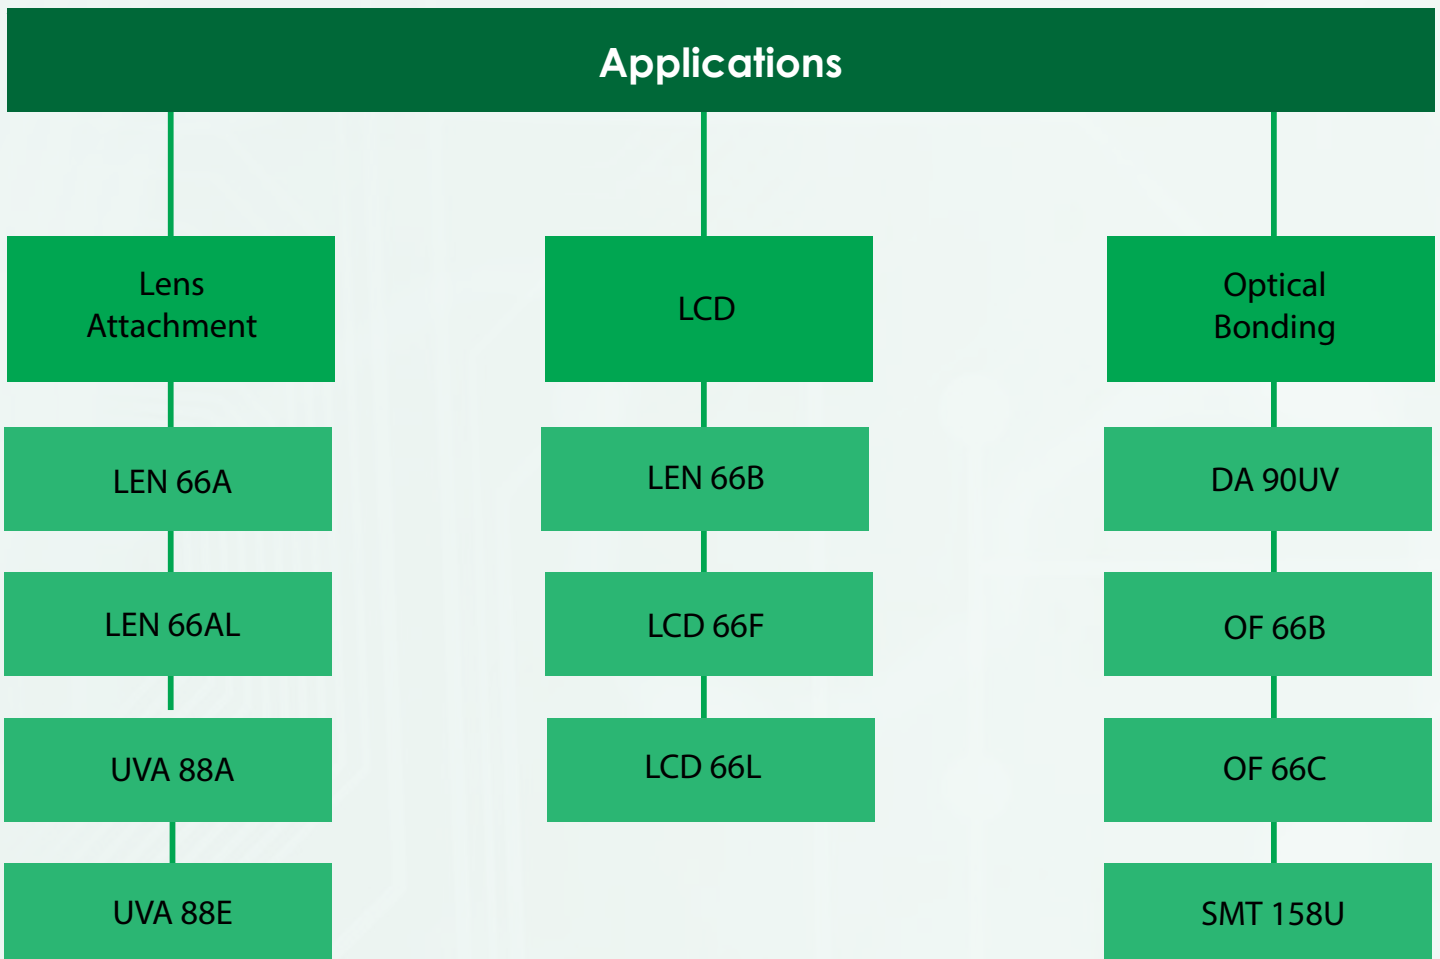 Applications
Lens
Attachment
LEN 66A
LEN 66AL
UVA 88A
UVA 88E
LCD
LEN 66B
LCD 66F
LCD 66L
Optical
Bonding
DA 90UV
OF 66B
OF 66C
SMT 158U